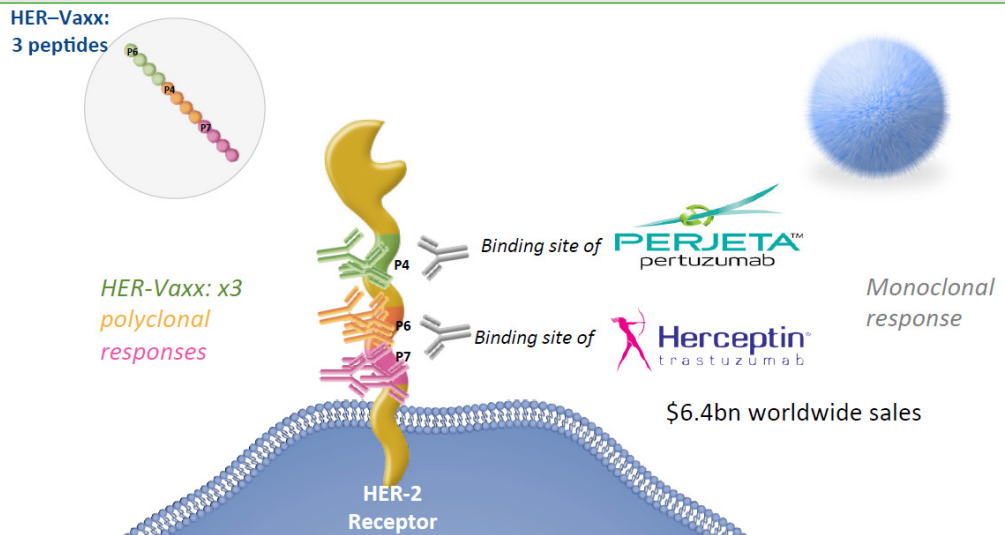 HER–Vaxx:
3 peptides
P6
P4
P7
P4
Binding site of
PERJETA™
pertuzumab
HER-Vaxx: x3
polyclonal
responses
Monoclonal
response
P6
Binding site of
Herceptin®
trastuzumab
P7
$6.4bn worldwide sales
HER-2
Receptor